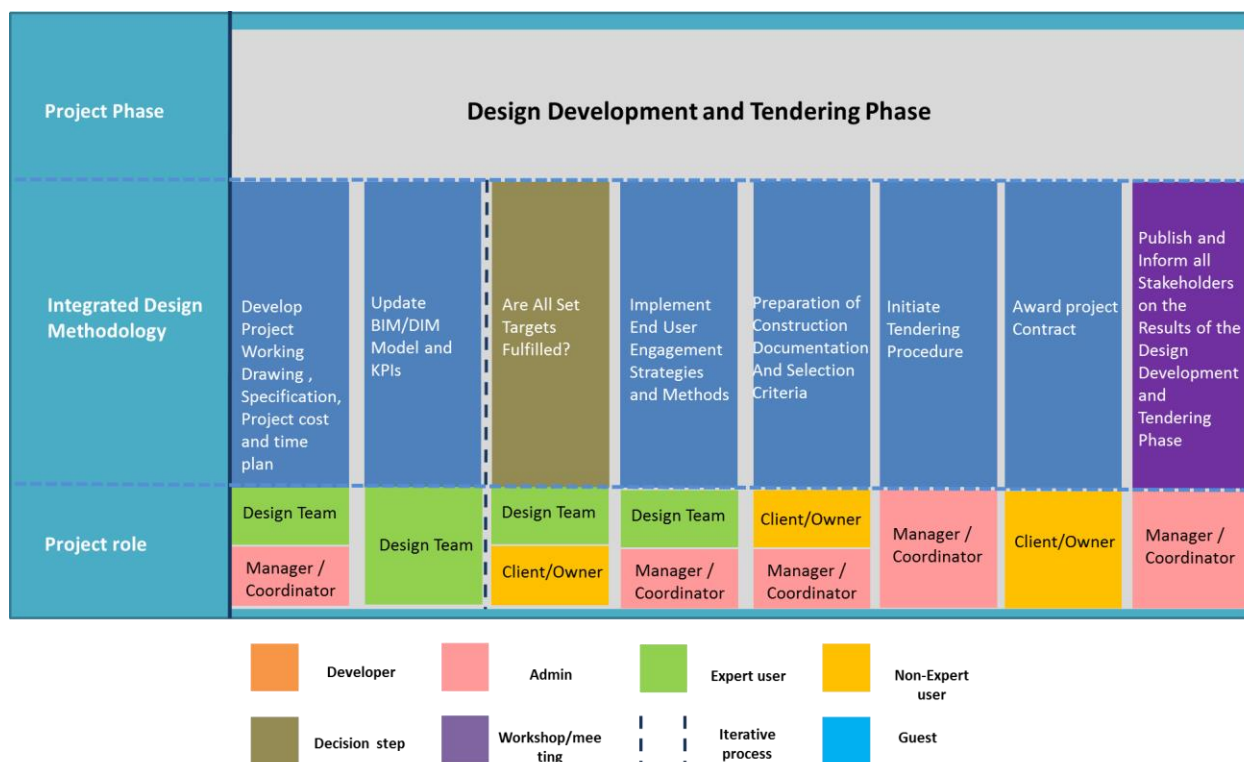 Project Phase
Design Development and Tendering Phase
Integrated Design
Methodology
Develop
Project
Working
Drawing ,
Specification,
Project cost
and time
plan
Update
BIM/DIM
Model and
KPIs
Are All Set
Targets
Fulfilled?
Implement
End User
Engagement
Strategies
and Methods
Preparation of
Construction
Documentation
And Selection
Criteria
Initiate
Tendering
Procedure
Award project
Contract
Publish and
Inform all
Stakeholders
on the
Results of the
Design
Development
and
Tendering
Phase
Project role
Design Team
Manager /
Coordinator
Design Team
Design Team
Client/Owner
Design Team
Manager /
Coordinator
Client/Owner
Manager /
Coordinator
Manager /
Coordinator
Client/Owner
Manager /
Coordinator
Developer
Admin
Expert user
Non-Expert
user
Decision step
Workshop/mee
ting
Iterative
process
Guest